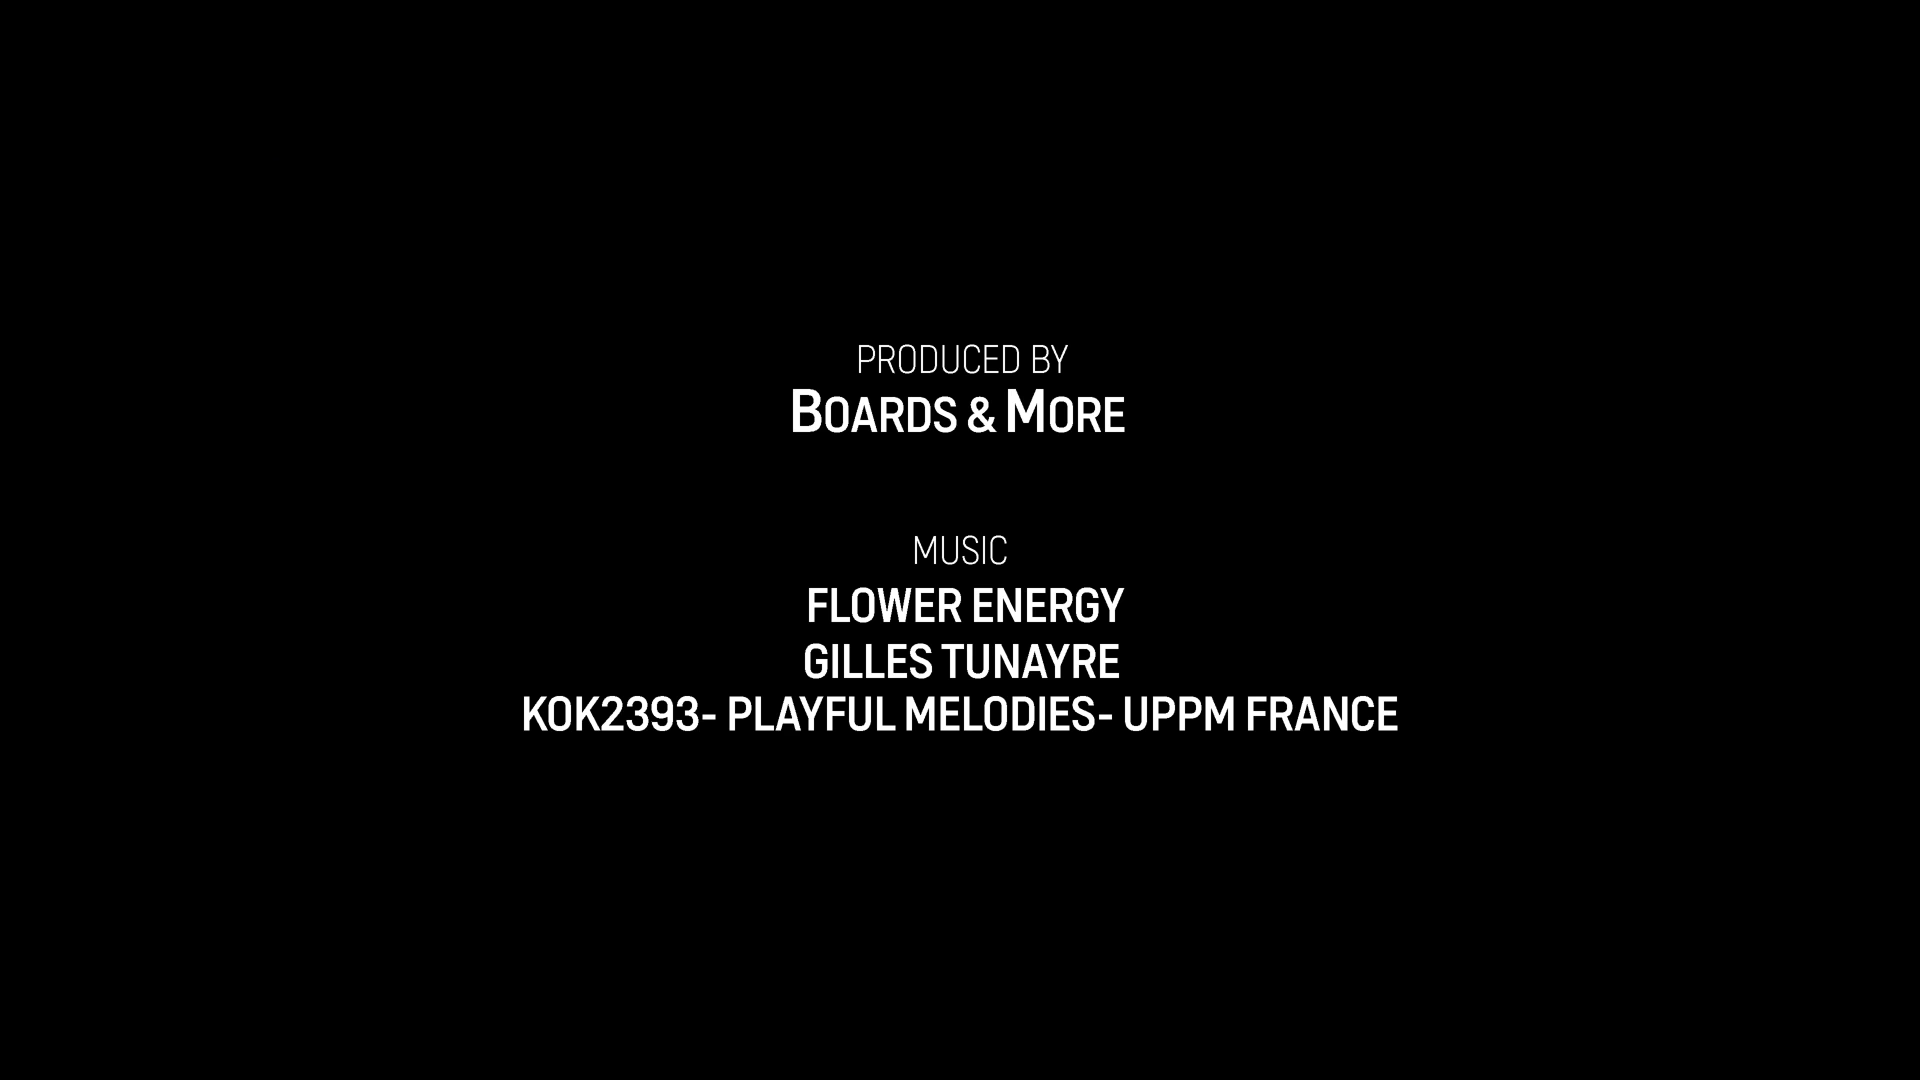 PRODUCED BY
BOARDS & MORE
MUSIC
FLOWER ENERGY
GILLES TUNAYRE
KOK2393- PLAYFUL MELODIES- UPPM FRANCE